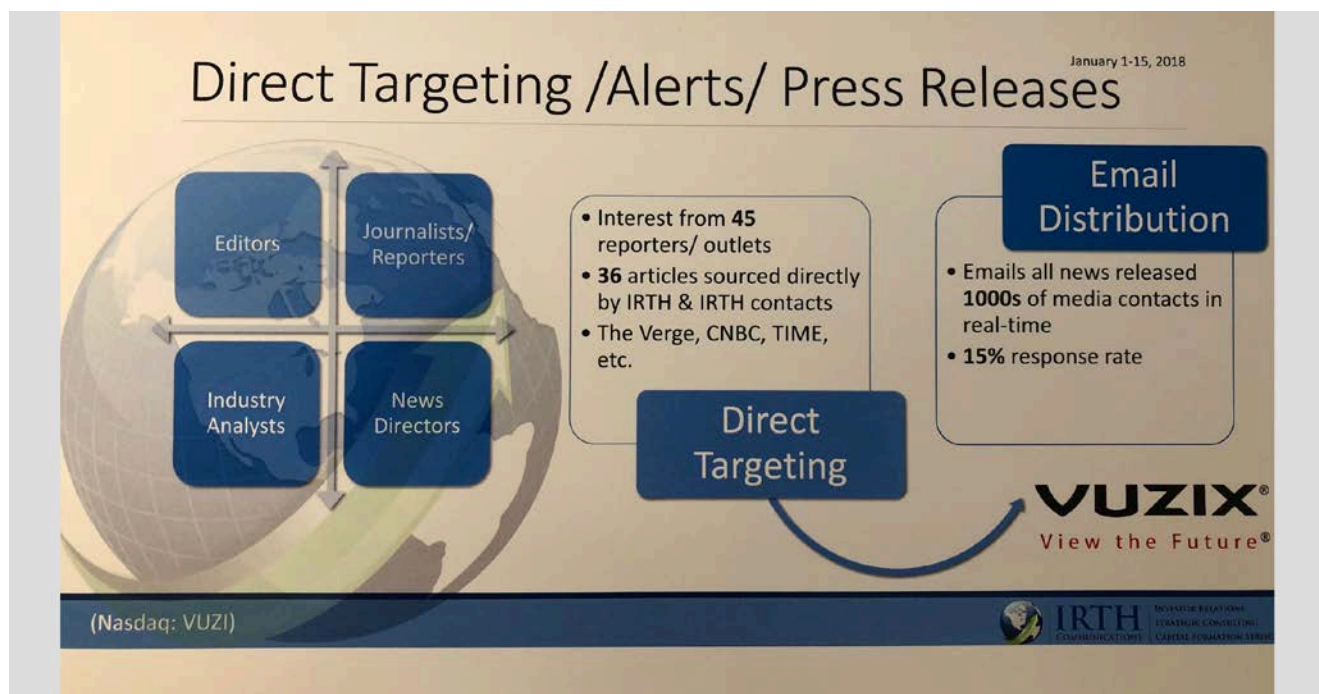 January 1-15, 2018
Direct Targeting /Alerts/ Press Releases
Editors
Journalists/
Reporters
Industry
Analysts
News
Directors
• Interest from 45
reporters/ outlets
• 36 articles sourced directly
by IRTH & IRTH contacts
• The Verge, CNBC, TIME,
etc.
Direct
Targeting
Email
Distribution
• Emails all news released
1000s of media contacts in
real-time
• 15% response rate
VUZIX®
View the Future®
(Nasdaq: VUZI)
IRTH
COMMUNICATIONS
INVESTOR RELATIONS
STRATEGIC CONSULTING
CAPITAL FORMATION